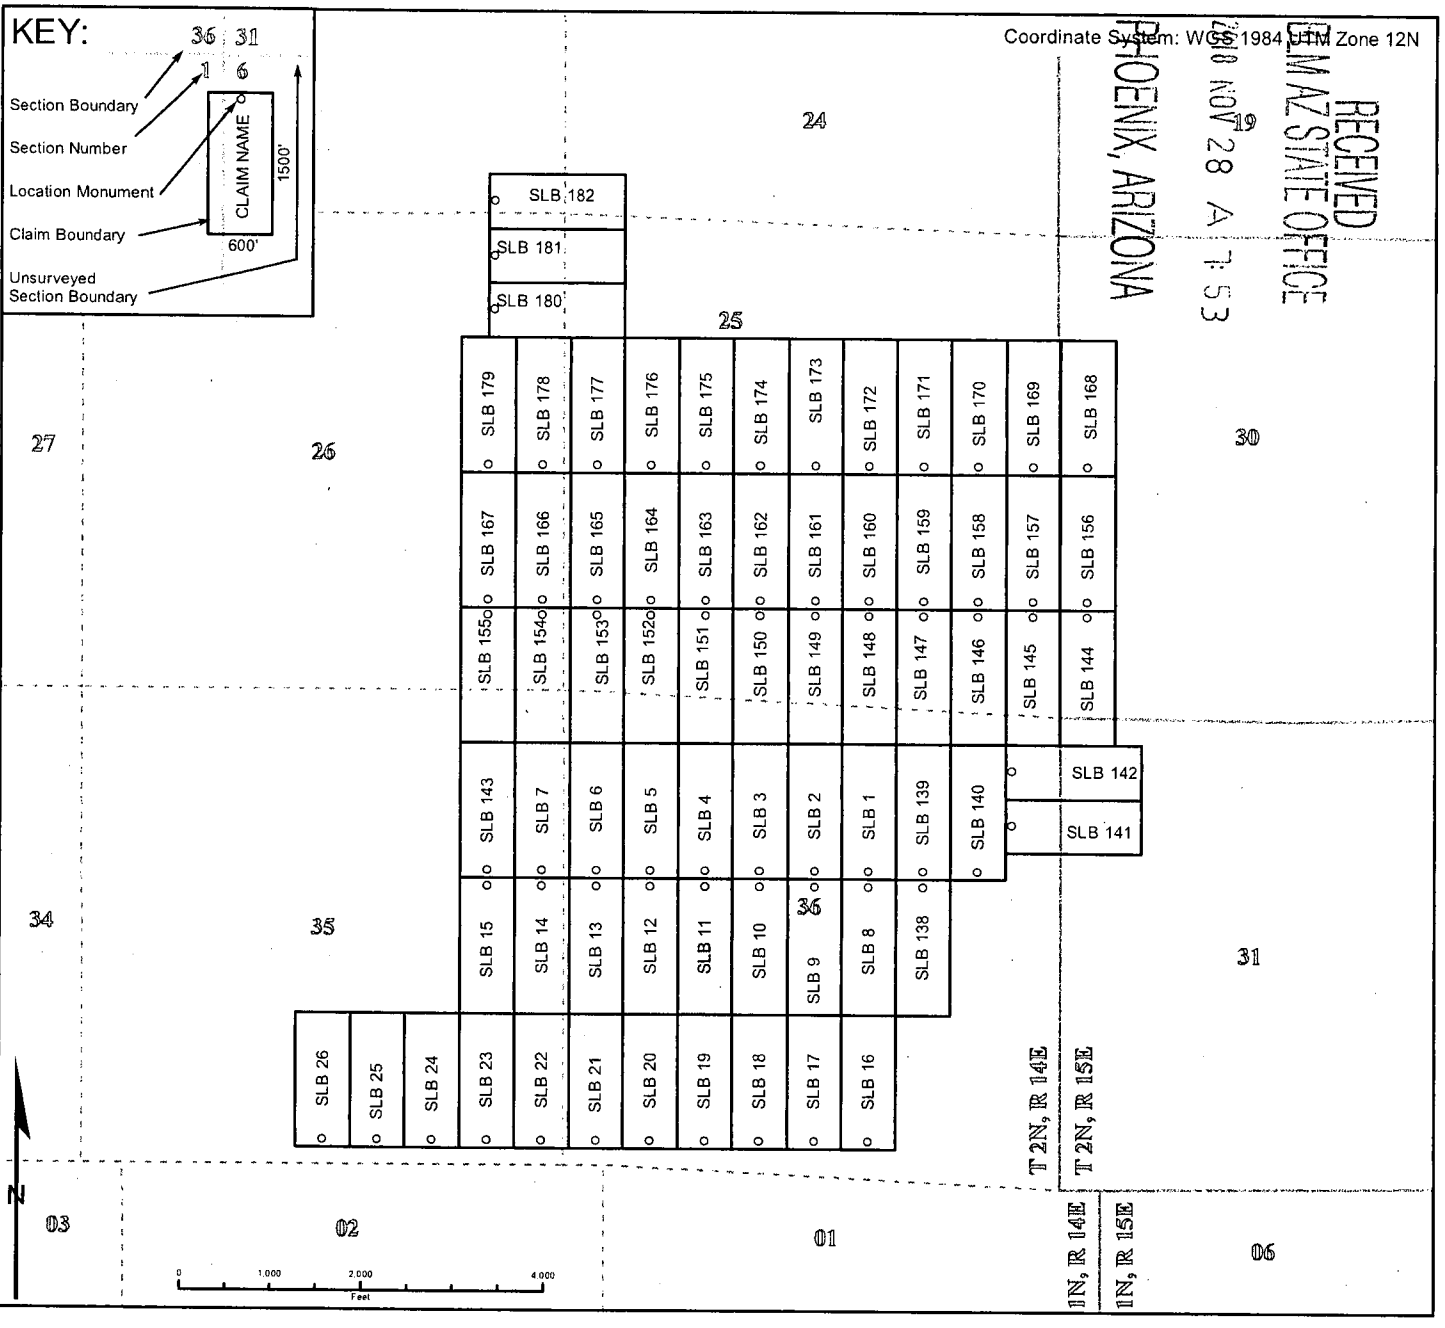 KEY:
36 31
1 6
Section Boundary
Section Number
Location Monument
Claim Boundary
Unsurveyed
Section Boundary
CLAIM NAME
1500'
600'
Coordinate System: WGS 1984 UTM Zone 12N
RECEIVED
BLM AZ STATE OFFICE
2018 NOV 28 A 7:53
PHOENIX, ARIZONA
24
19
SLB 182
SLB 181
SLB 180
25
27
26
30
SLB 179
SLB 178
SLB 177
SLB 176
SLB 175
SLB 174
SLB 173
SLB 172
SLB 171
SLB 170
SLB 169
SLB 168
SLB 167
SLB 166
SLB 165
SLB 164
SLB 163
SLB 162
SLB 161
SLB 160
SLB 159
SLB 158
SLB 157
SLB 156
SLB 155
SLB 154
SLB 153
SLB 152
SLB 151
SLB 150
SLB 149
SLB 148
SLB 147
SLB 146
SLB 145
SLB 144
SLB 143
SLB 7
SLB 6
SLB 5
SLB 4
SLB 3
SLB 2
SLB 1
SLB 139
SLB 140
SLB 142
SLB 141
34
35
36
31
SLB 15
SLB 14
SLB 13
SLB 12
SLB 11
SLB 10
SLB 9
SLB 8
SLB 138
SLB 26
SLB 25
SLB 24
SLB 23
SLB 22
SLB 21
SLB 20
SLB 19
SLB 18
SLB 17
SLB 16
T 2N, R 14E
T 2N, R 15E
N
03
02
01
06
1N, R 14E
1N, R 15E
0 1,000 2,000 4,000
Feet